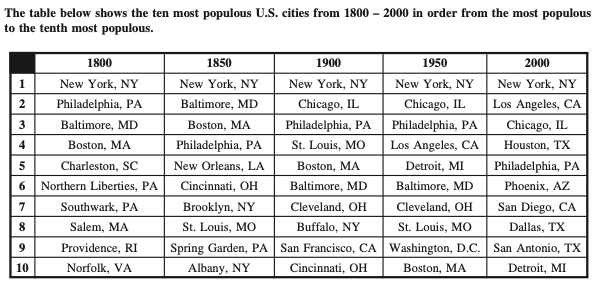 The table below shows the ten most populous U.S. cities from 1800 – 2000 in order from the most populous
to the tenth most populous.
1800 1850 1900 1950 2000
1 New York, NY New York, NY New York, NY New York, NY New York, NY
2 Philadelphia, PA Baltimore, MD Chicago, IL Chicago, IL Los Angeles, CA
3 Baltimore, MD Boston, MA Philadelphia, PA Philadelphia, PA Chicago, IL
4 Boston, MA Philadelphia, PA St. Louis, MO Los Angeles, CA Houston, TX
5 Charleston, SC New Orleans, LA Boston, MA Detroit, MI Philadelphia, PA
6 Northern Liberties, PA Cincinnati, OH Baltimore, MD Baltimore, MD Phoenix, AZ
7 Southwark, PA Brooklyn, NY Cleveland, OH Cleveland, OH San Diego, CA
8 Salem, MA St. Louis, MO Buffalo, NY St. Louis, MO Dallas, TX
9 Providence, RI Spring Garden, PA San Francisco, CA Washington, D.C. San Antonio, TX
10 Norfolk, VA Albany, NY Cincinnati, OH Boston, MA Detroit, MI